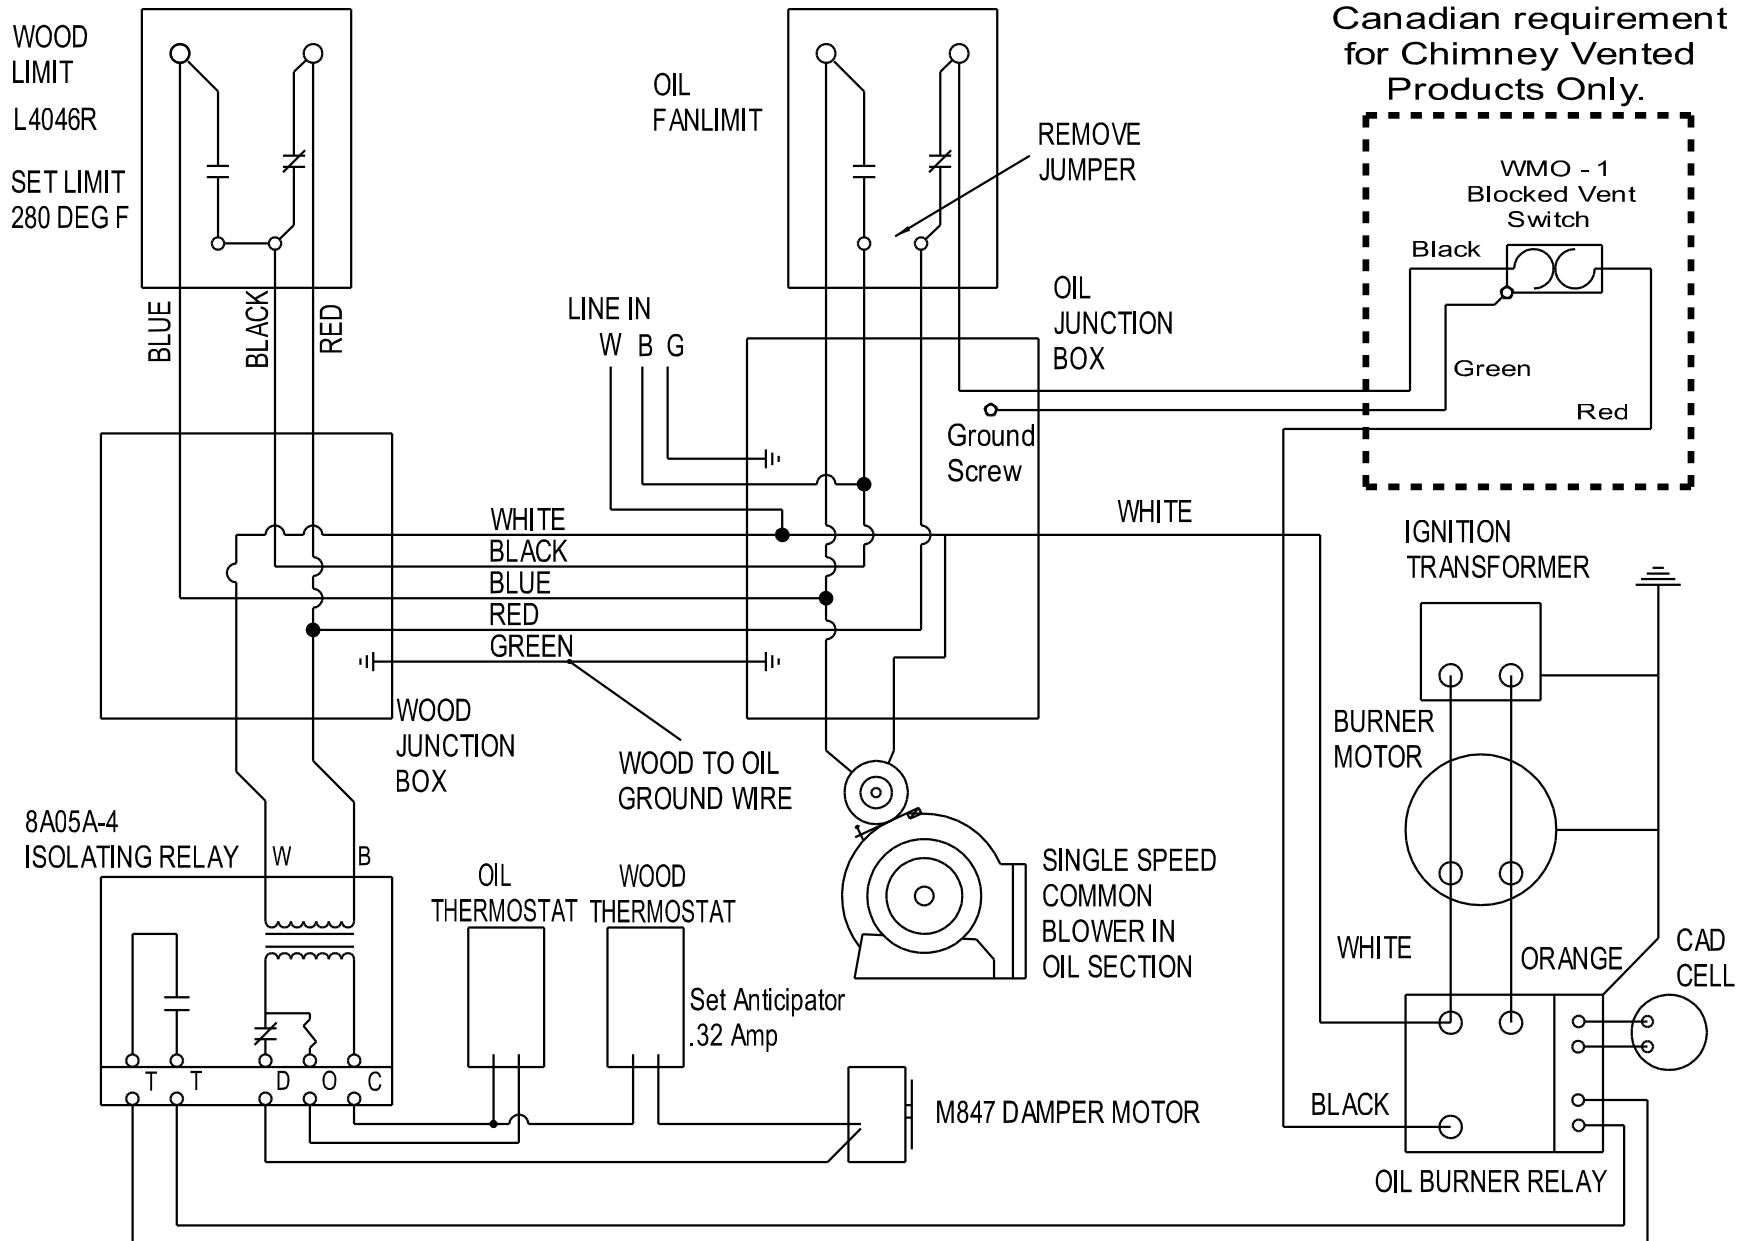 WOOD
LIMIT
L4046R
SET LIMIT
280 DEG F
OIL
FANLIMIT
REMOVE
JUMPER
Canadian requirement
for Chimney Vented
Products Only.
WMO - 1
Blocked Vent
Switch
Black
Green
Red
BLUE
BLACK
RED
LINE IN
W B G
OIL
JUNCTION
BOX
Ground
Screw
WHITE
BLACK
BLUE
RED
GREEN
WHITE
IGNITION
TRANSFORMER
WOOD
JUNCTION
BOX
WOOD TO OIL
GROUND WIRE
BURNER
MOTOR
8A05A-4
ISOLATING RELAY
W
B
OIL
THERMOSTAT
WOOD
THERMOSTAT
SINGLE SPEED
COMMON
BLOWER IN
OIL SECTION
Set Anticipator
.32 Amp
WHITE
ORANGE
CAD
CELL
T T D O C
M847 DAMPER MOTOR
BLACK
OIL BURNER RELAY